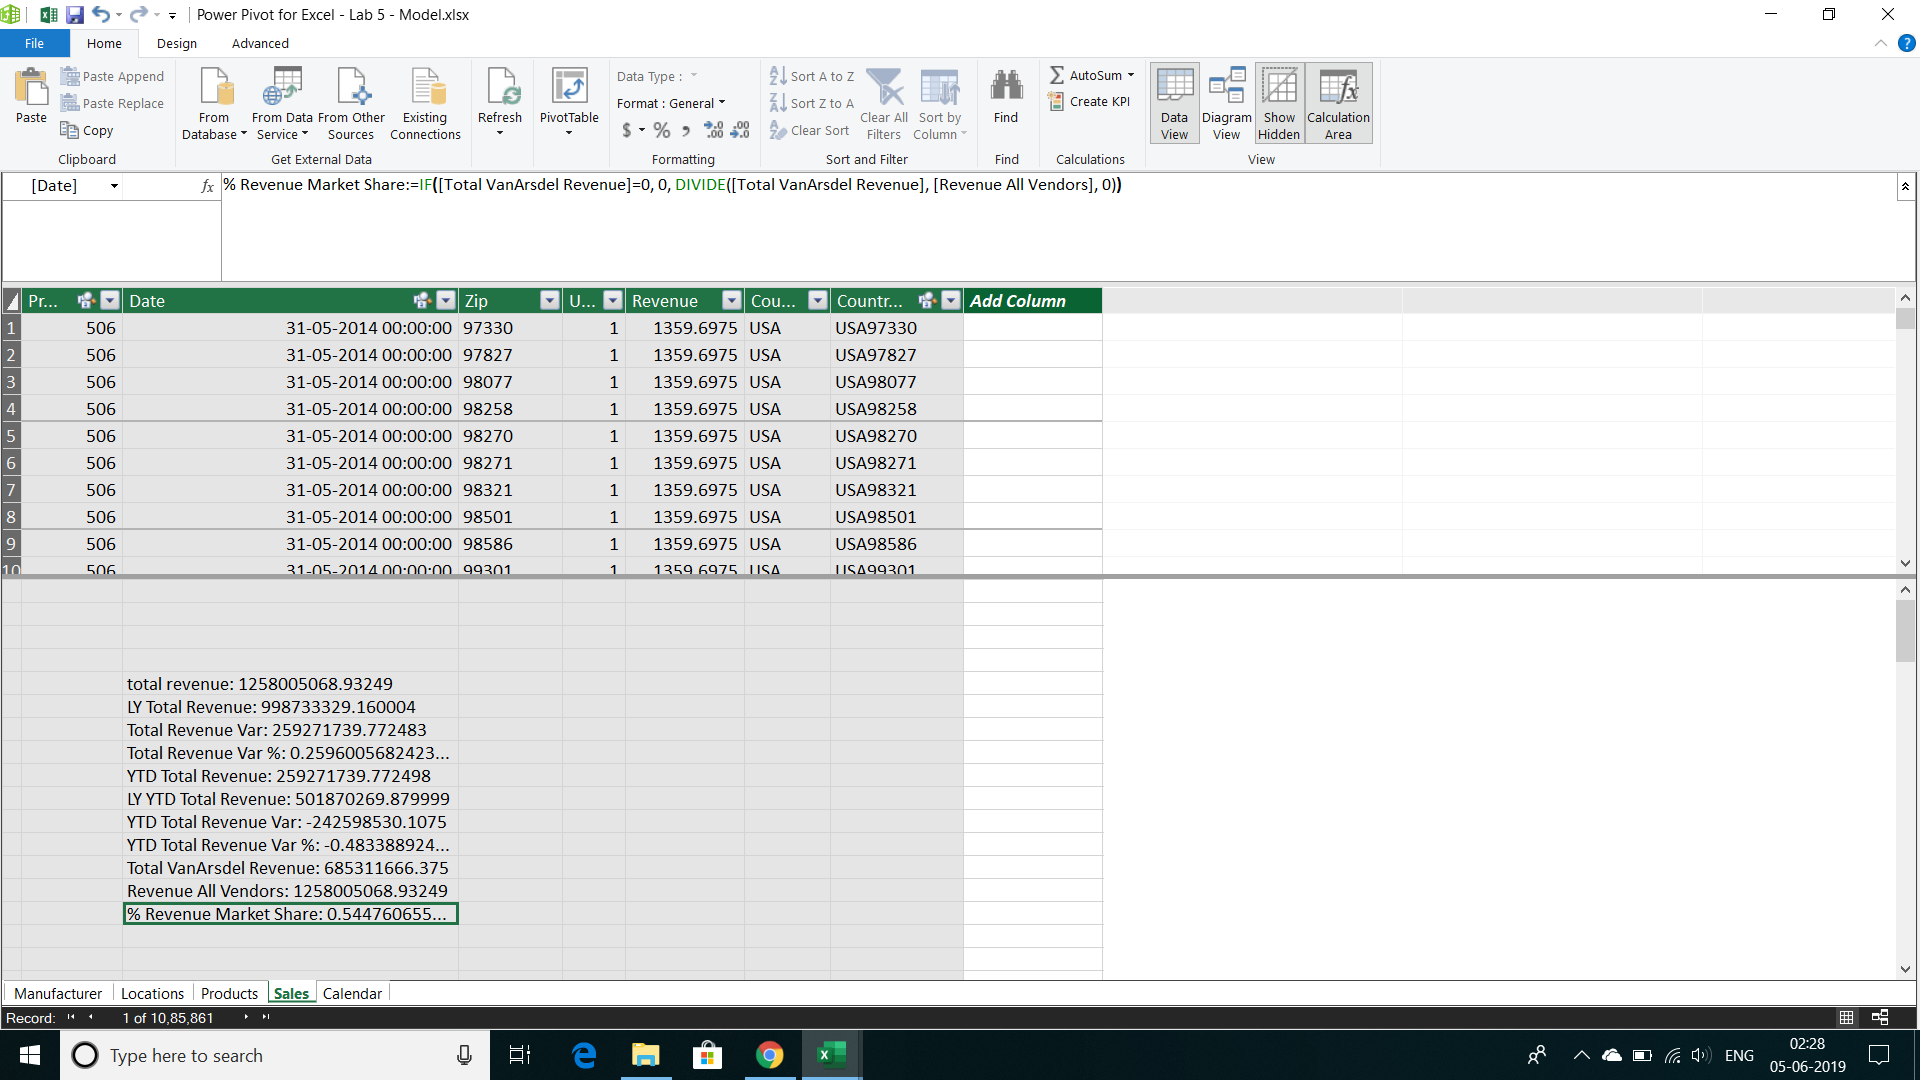 Power Pivot for Excel - Lab 5 - Model.xlsx
File Home Design Advanced
Paste
Paste Append
Paste Replace
Copy
Clipboard
From Database
From Data Service
From Other Sources
Existing Connections
Get External Data
Refresh
PivotTable
Data Type :
Format : General
$ % ,
Formatting
Sort A to Z
Sort Z to A
Clear Sort
Clear All Filters
Sort by Column
Sort and Filter
Find
Find
AutoSum
Create KPI
Calculations
Data View
Diagram View
Show Hidden
Calculation Area
View
[Date] fx % Revenue Market Share:=IF([Total VanArsdel Revenue]=0, 0, DIVIDE([Total VanArsdel Revenue], [Revenue All Vendors], 0))
Pr... Date Zip U... Revenue Cou... Countr... Add Column
1 506 31-05-2014 00:00:00 97330 1 1359.6975 USA USA97330
2 506 31-05-2014 00:00:00 97827 1 1359.6975 USA USA97827
3 506 31-05-2014 00:00:00 98077 1 1359.6975 USA USA98077
4 506 31-05-2014 00:00:00 98258 1 1359.6975 USA USA98258
5 506 31-05-2014 00:00:00 98270 1 1359.6975 USA USA98270
6 506 31-05-2014 00:00:00 98271 1 1359.6975 USA USA98271
7 506 31-05-2014 00:00:00 98321 1 1359.6975 USA USA98321
8 506 31-05-2014 00:00:00 98501 1 1359.6975 USA USA98501
9 506 31-05-2014 00:00:00 98586 1 1359.6975 USA USA98586
10 506 31-05-2014 00:00:00 99301 1 1359.6975 USA USA99301
total revenue: 1258005068.93249
LY Total Revenue: 998733329.160004
Total Revenue Var: 259271739.772483
Total Revenue Var %: 0.2596005682423...
YTD Total Revenue: 259271739.772498
LY YTD Total Revenue: 501870269.879999
YTD Total Revenue Var: -242598530.1075
YTD Total Revenue Var %: -0.483388924...
Total VanArsdel Revenue: 685311666.375
Revenue All Vendors: 1258005068.93249
% Revenue Market Share: 0.544760655...
Manufacturer Locations Products Sales Calendar
Record: 1 of 10,85,861
Type here to search
ENG
02:28
05-06-2019